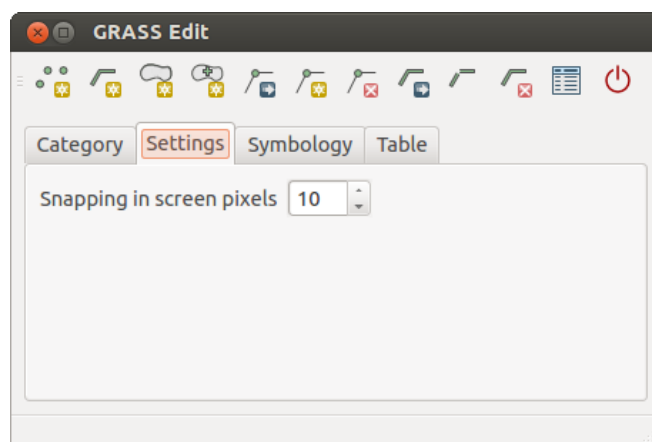 GRASS Edit
Category Settings Symbology Table
Snapping in screen pixels 10